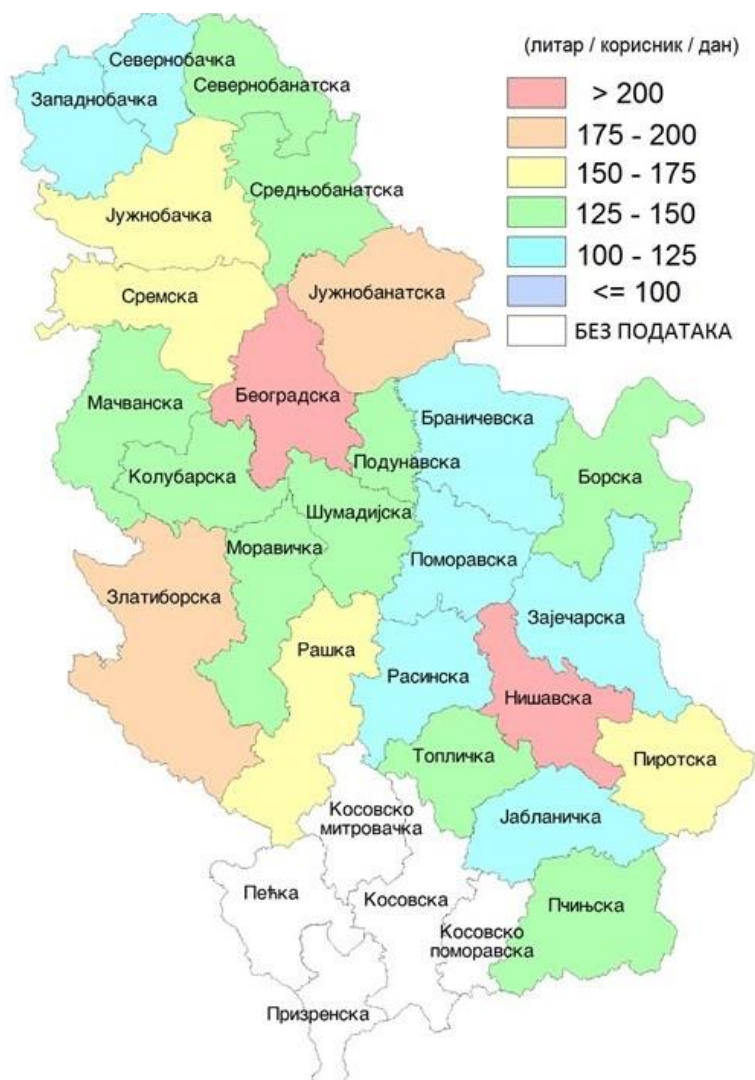 (литар / корисник / дан)
> 200
175 - 200
150 - 175
125 - 150
100 - 125
<= 100
БЕЗ ПОДАТАКА
Севернобачка
Севернобанатска
Западнобачка
Средњобанатска
Јужнобачка
Јужнобанатска
Сремска
Београдска
Мачванска
Браничевска
Подунавска
Колубарска
Борска
Шумадијска
Моравичка
Поморавска
Златиборска
Зајечарска
Рашка
Расинска
Нишавска
Топличка
Пиротска
Косовско
митровачка
Јабланичка
Пећка
Косовска
Пчињска
Косовско
поморавска
Призренска